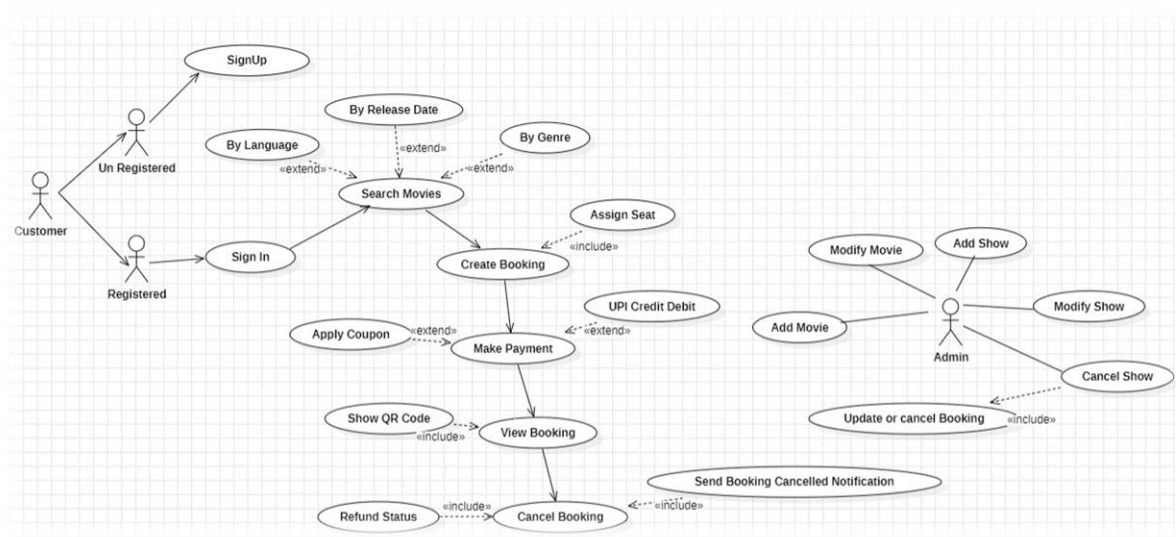 SignUp
By Release Date
By Language
By Genre
«extend»
«extend»
«extend»
Un Registered
Search Movies
Customer
Assign Seat
«include»
Sign In
Create Booking
Registered
Modify Movie
Add Show
UPI Credit Debit
Modify Show
Apply Coupon
«extend»
«extend»
Add Movie
Make Payment
Admin
Cancel Show
Show QR Code
«include»
View Booking
Update or cancel Booking
«include»
Send Booking Cancelled Notification
«include»
Refund Status
«include»
Cancel Booking